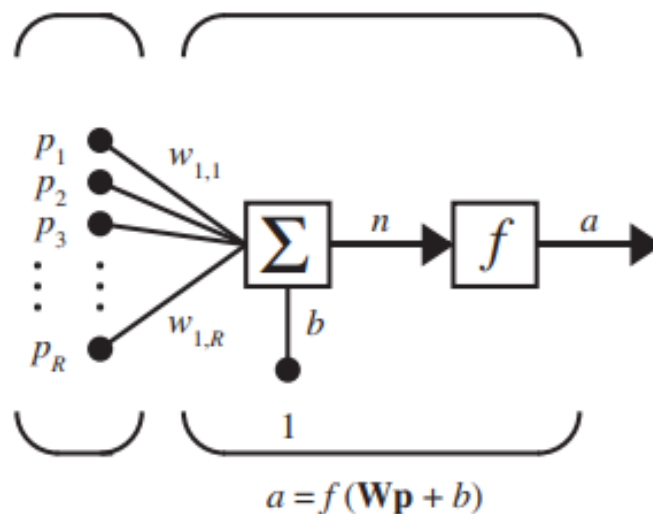 p1 w1,1
p2
p3
Σ n f a
pR w1,R b
1
a = f (Wp + b)